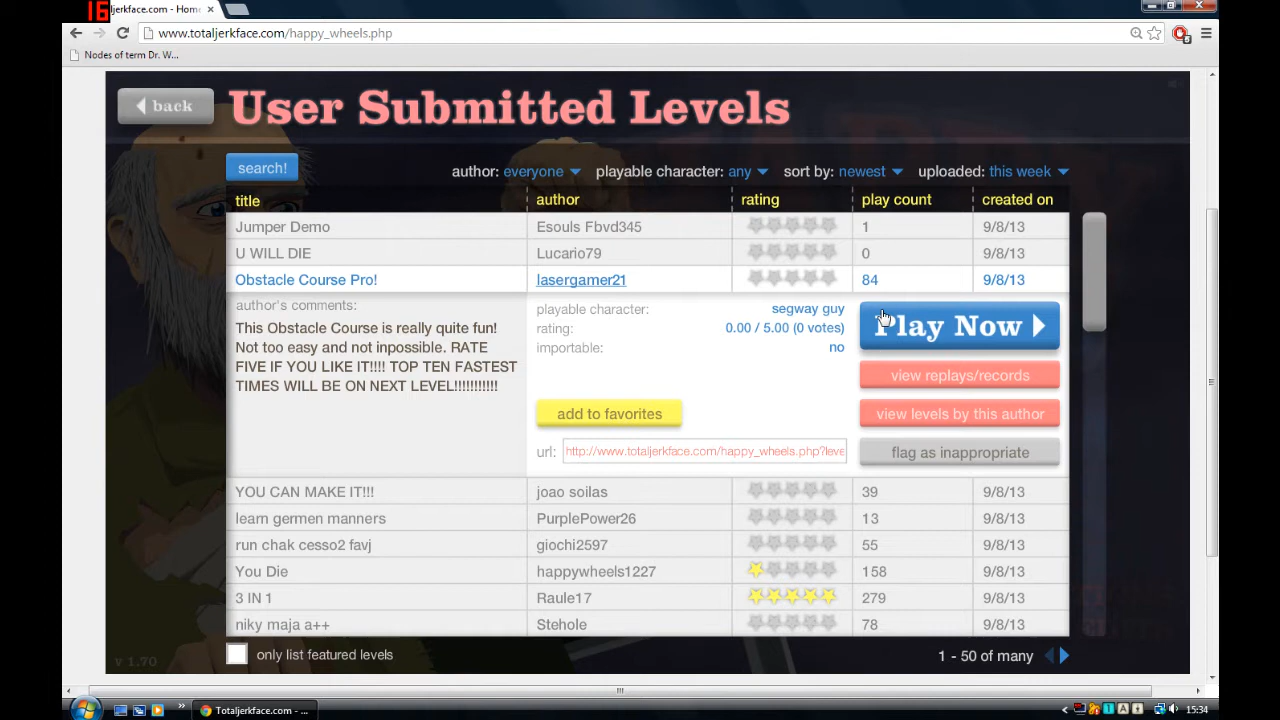 16
ljerkface.com - Ho
www.totaljerkface.com/happy_wheels.php
Nodes of term Dr. W...
back
User Submitted Levels
search!
author: everyone playable character: any sort by: newest uploaded: this week
title author rating play count created on
Jumper Demo Esouls Fbvd345 1 9/8/13
U WILL DIE Lucario79 0 9/8/13
Obstacle Course Pro! lasergamer21 84 9/8/13
author's comments:
This Obstacle Course is really quite fun!
Not too easy and not inpossible. RATE
FIVE IF YOU LIKE IT!!!! TOP TEN FASTEST
TIMES WILL BE ON NEXT LEVEL!!!!!!!!!!!
playable character: segway guy
rating: 0.00 / 5.00 (0 votes)
importable: no
add to favorites
url: http://www.totaljerkface.com/happy_wheels.php?leve
Play Now
view replays/records
view levels by this author
flag as inappropriate
YOU CAN MAKE IT!!! joao soilas 39 9/8/13
learn germen manners PurplePower26 13 9/8/13
run chak cesso2 favj giochi2597 55 9/8/13
You Die happywheels1227 158 9/8/13
3 IN 1 Raule17 279 9/8/13
niky maja a++ Stehole 78 9/8/13
only list featured levels
1 - 50 of many
v 1.70
Totaljerkface.com - ...
15:34